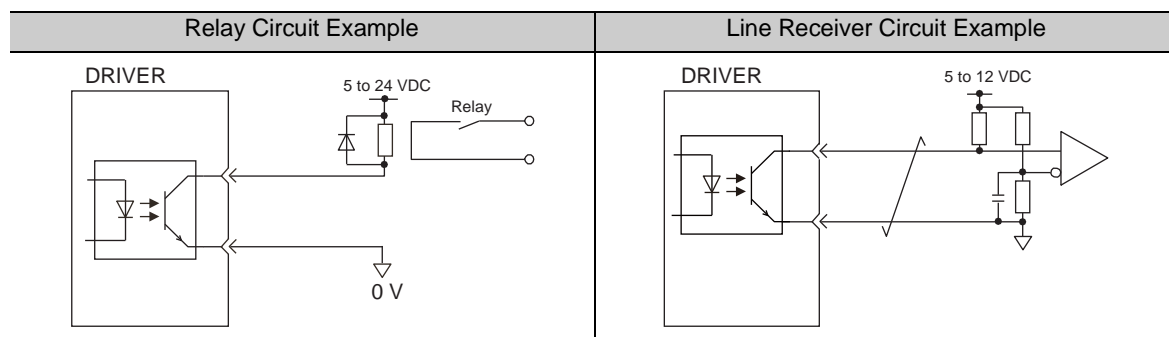 Relay Circuit Example
Line Receiver Circuit Example
DRIVER
5 to 24 VDC
Relay
0 V
DRIVER
5 to 12 VDC